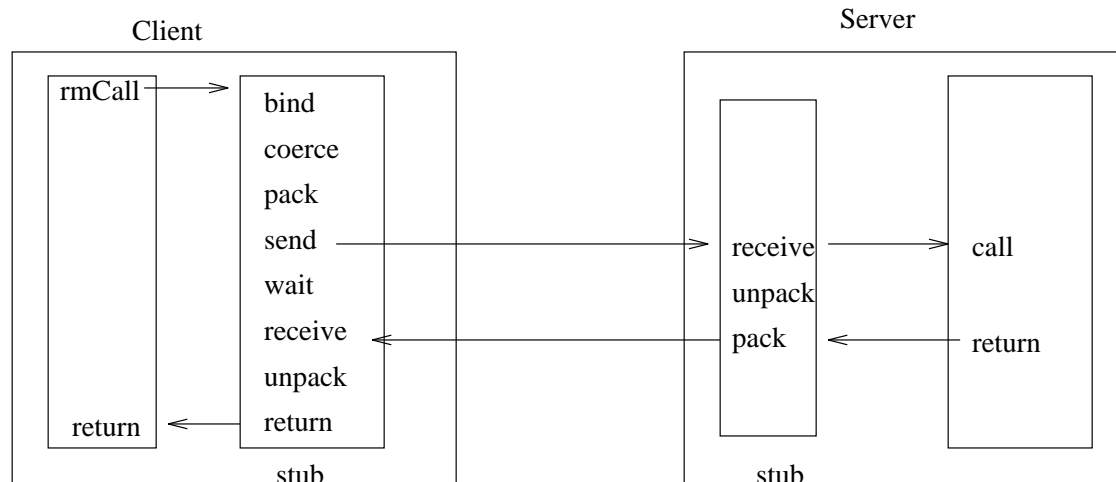 Client
Server
rmCall
bind
coerce
pack
send
wait
receive
unpack
return
return
stub
receive
unpack
pack
call
return
stub